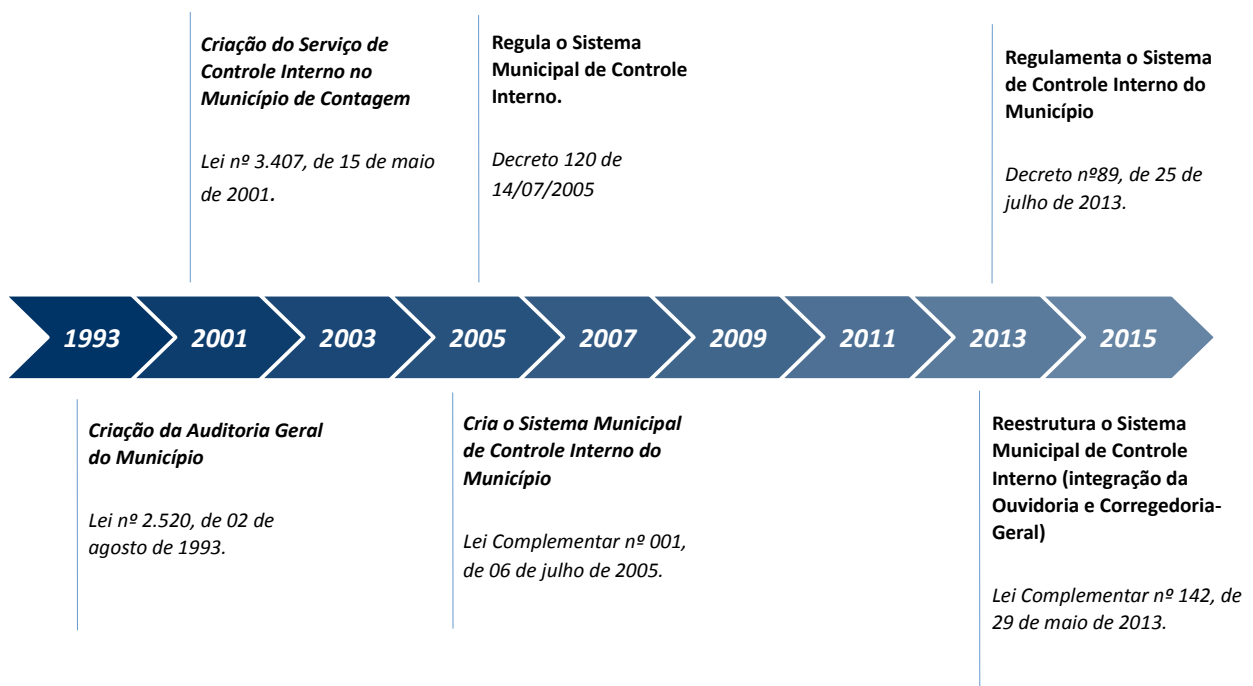 Criação do Serviço de
Controle Interno no
Município de Contagem
Lei nº 3.407, de 15 de maio
de 2001.
Regula o Sistema
Municipal de Controle
Interno.
Decreto 120 de
14/07/2005
Regulamenta o Sistema
de Controle Interno do
Município
Decreto nº89, de 25 de
julho de 2013.
1993
2001
2003
2005
2007
2009
2011
2013
2015
Criação da Auditoria Geral
do Município
Lei nº 2.520, de 02 de
agosto de 1993.
Cria o Sistema Municipal
de Controle Interno do
Município
Lei Complementar nº 001,
de 06 de julho de 2005.
Reestrutura o Sistema
Municipal de Controle
Interno (integração da
Ouvidoria e Corregedoria-
Geral)
Lei Complementar nº 142, de
29 de maio de 2013.